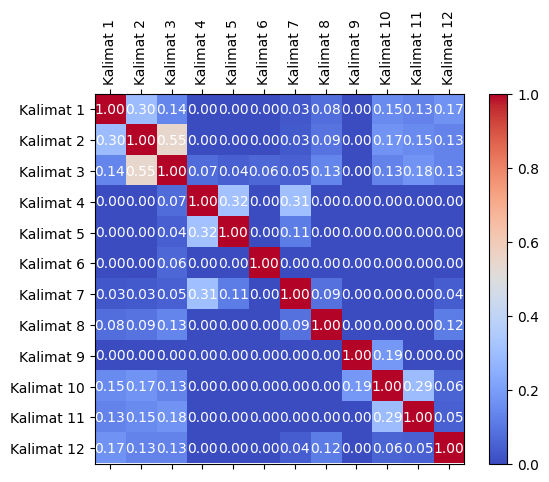 Kalimat 1 Kalimat 2 Kalimat 3 Kalimat 4 Kalimat 5 Kalimat 6 Kalimat 7 Kalimat 8 Kalimat 9 Kalimat 10 Kalimat 11 Kalimat 12
Kalimat 1 1.00 0.30 0.14 0.00 0.00 0.00 0.03 0.08 0.00 0.15 0.13 0.17
Kalimat 2 0.30 1.00 0.55 0.00 0.00 0.00 0.03 0.09 0.00 0.17 0.15 0.13
Kalimat 3 0.14 0.55 1.00 0.07 0.04 0.06 0.05 0.13 0.00 0.13 0.18 0.13
Kalimat 4 0.00 0.00 0.07 1.00 0.32 0.00 0.31 0.00 0.00 0.00 0.00 0.00
Kalimat 5 0.00 0.00 0.04 0.32 1.00 0.00 0.11 0.00 0.00 0.00 0.00 0.00
Kalimat 6 0.00 0.00 0.06 0.00 0.00 1.00 0.00 0.00 0.00 0.00 0.00 0.00
Kalimat 7 0.03 0.03 0.05 0.31 0.11 0.00 1.00 0.09 0.00 0.00 0.00 0.04
Kalimat 8 0.08 0.09 0.13 0.00 0.00 0.00 0.09 1.00 0.00 0.00 0.00 0.12
Kalimat 9 0.00 0.00 0.00 0.00 0.00 0.00 0.00 0.00 1.00 0.19 0.00 0.00
Kalimat 10 0.15 0.17 0.13 0.00 0.00 0.00 0.00 0.00 0.19 1.00 0.29 0.06
Kalimat 11 0.13 0.15 0.18 0.00 0.00 0.00 0.00 0.00 0.00 0.29 1.00 0.05
Kalimat 12 0.17 0.13 0.13 0.00 0.00 0.00 0.04 0.12 0.00 0.06 0.05 1.00
1.0
0.8
0.6
0.4
0.2
0.0